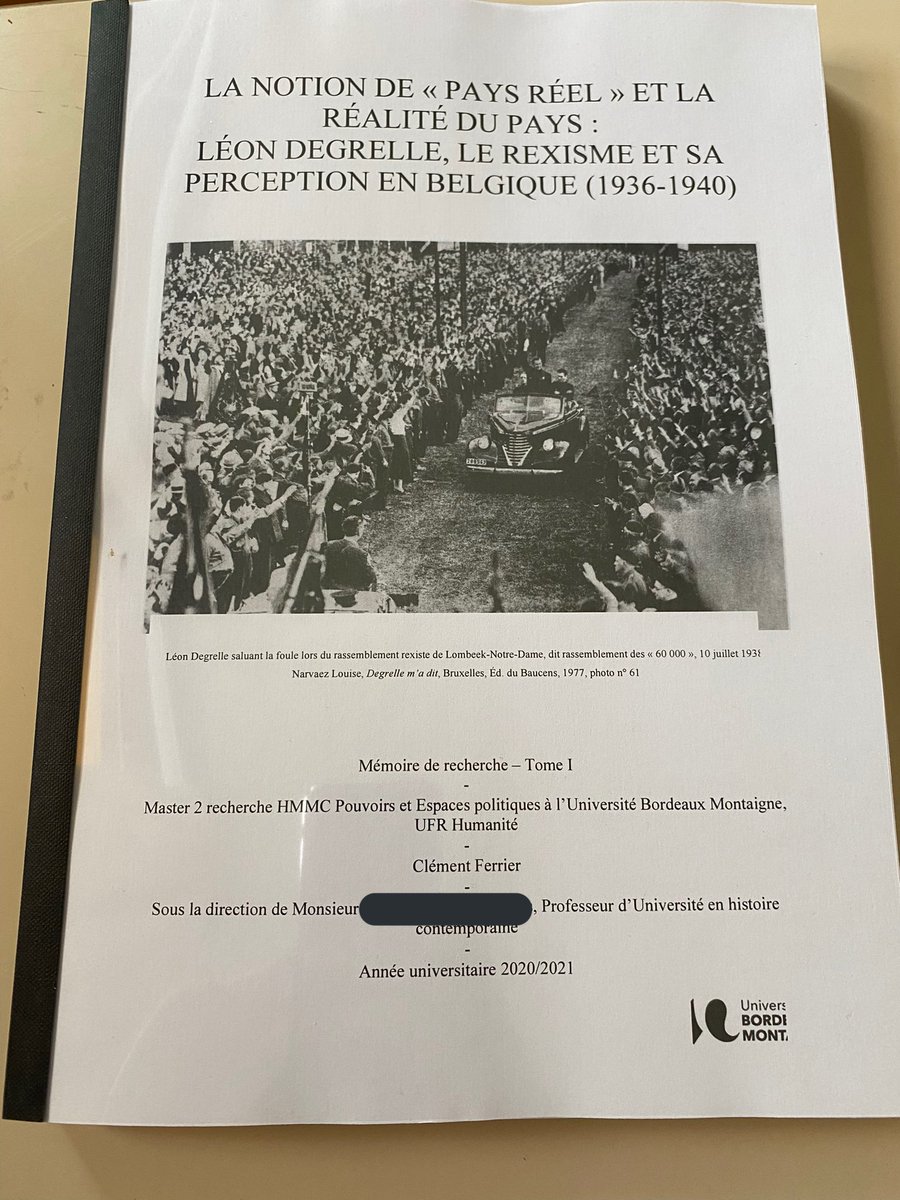 LA NOTION DE « PAYS RÉEL » ET LA
RÉALITÉ DU PAYS :
LÉON DEGRELLE, LE REXISME ET SA
PERCEPTION EN BELGIQUE (1936-1940)
Léon Degrelle saluant la foule lors du rassemblement rexiste de Lombeek-Notre-Dame, dit rassemblement des « 60 000 », 10 juillet 1938
Narvaez Louise, Degrelle m'a dit, Bruxelles, Éd. du Baucens, 1977, photo n° 61
Mémoire de recherche – Tome I
-
Master 2 recherche HMMC Pouvoirs et Espaces politiques à l'Université Bordeaux Montaigne,
UFR Humanité
-
Clément Ferrier
-
Sous la direction de Monsieur , Professeur d'Université en histoire
contemporaine
-
Année universitaire 2020/2021
Univers
BORDE
MONTA